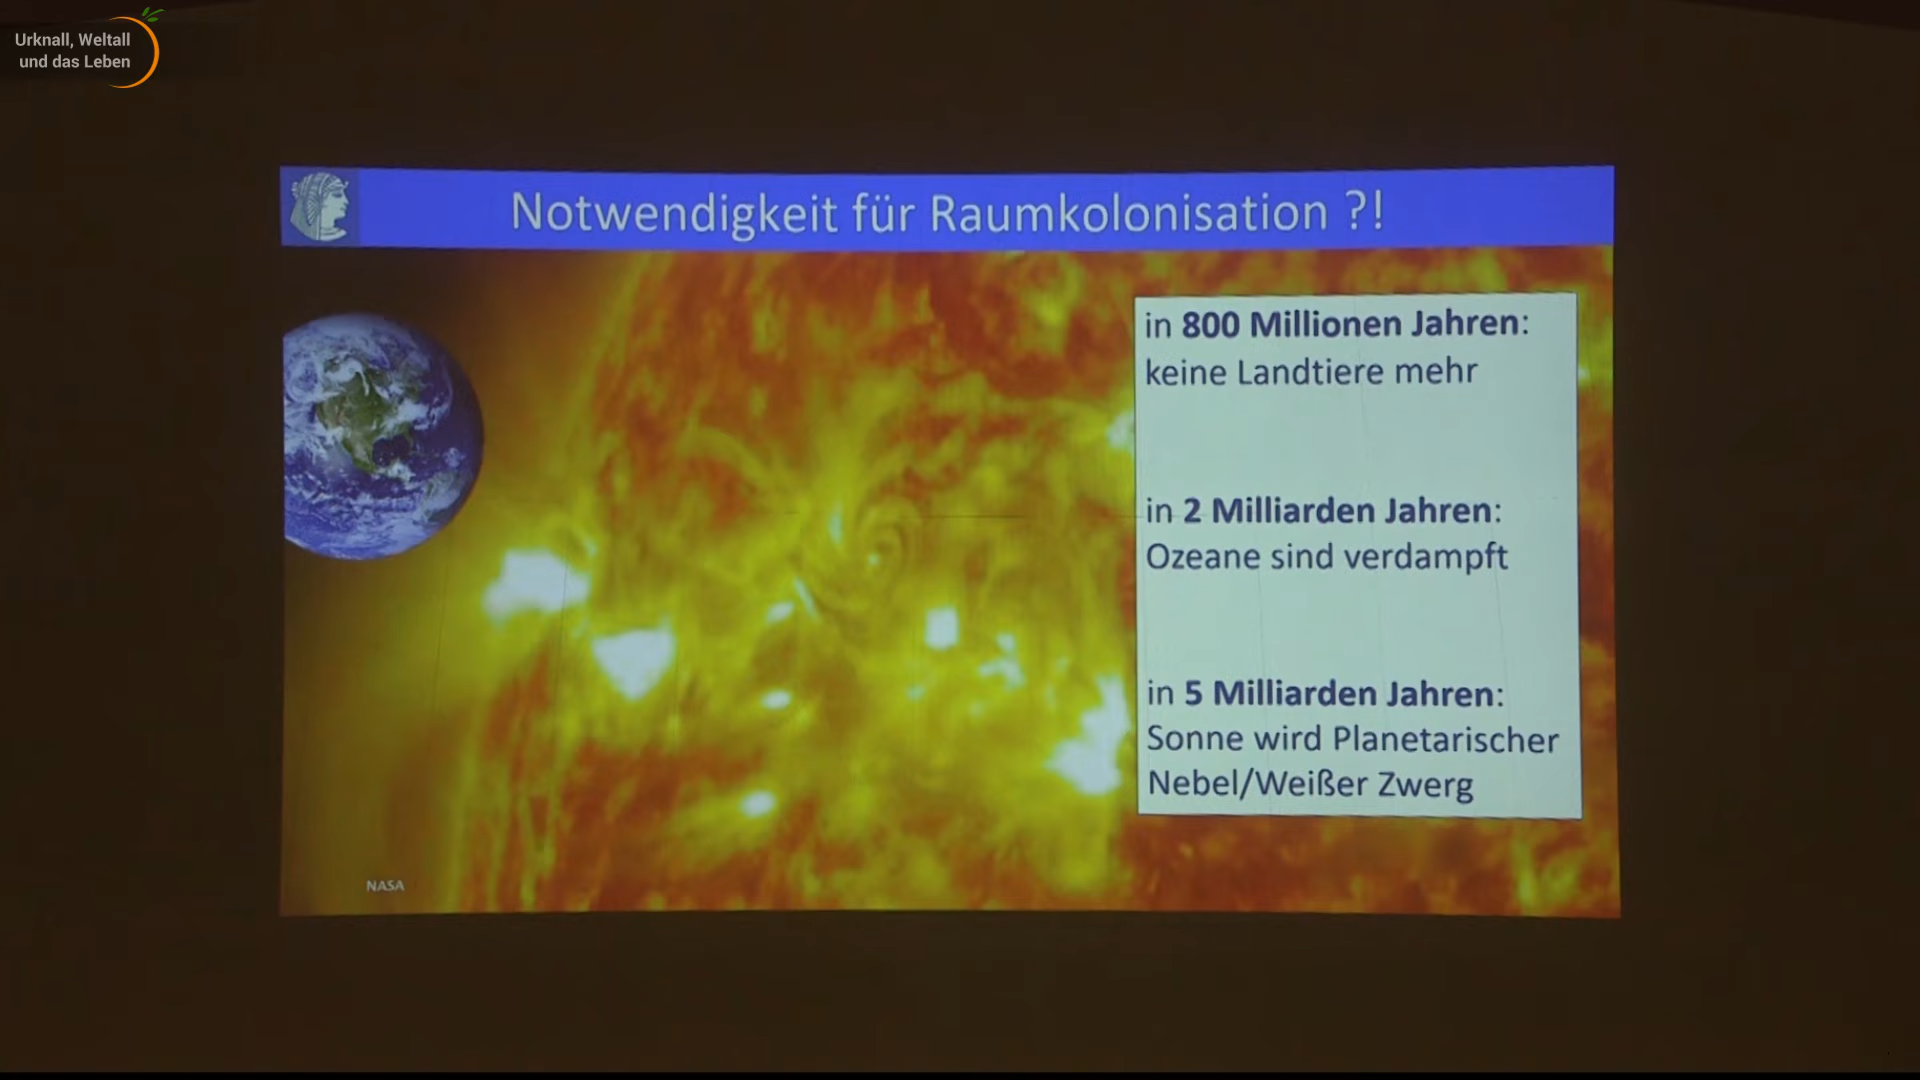 Urknall, Weltall
und das Leben
Notwendigkeit für Raumkolonisation ?!
in 800 Millionen Jahren:
keine Landtiere mehr
in 2 Milliarden Jahren:
Ozeane sind verdampft
in 5 Milliarden Jahren:
Sonne wird Planetarischer
Nebel/Weißer Zwerg
NASA